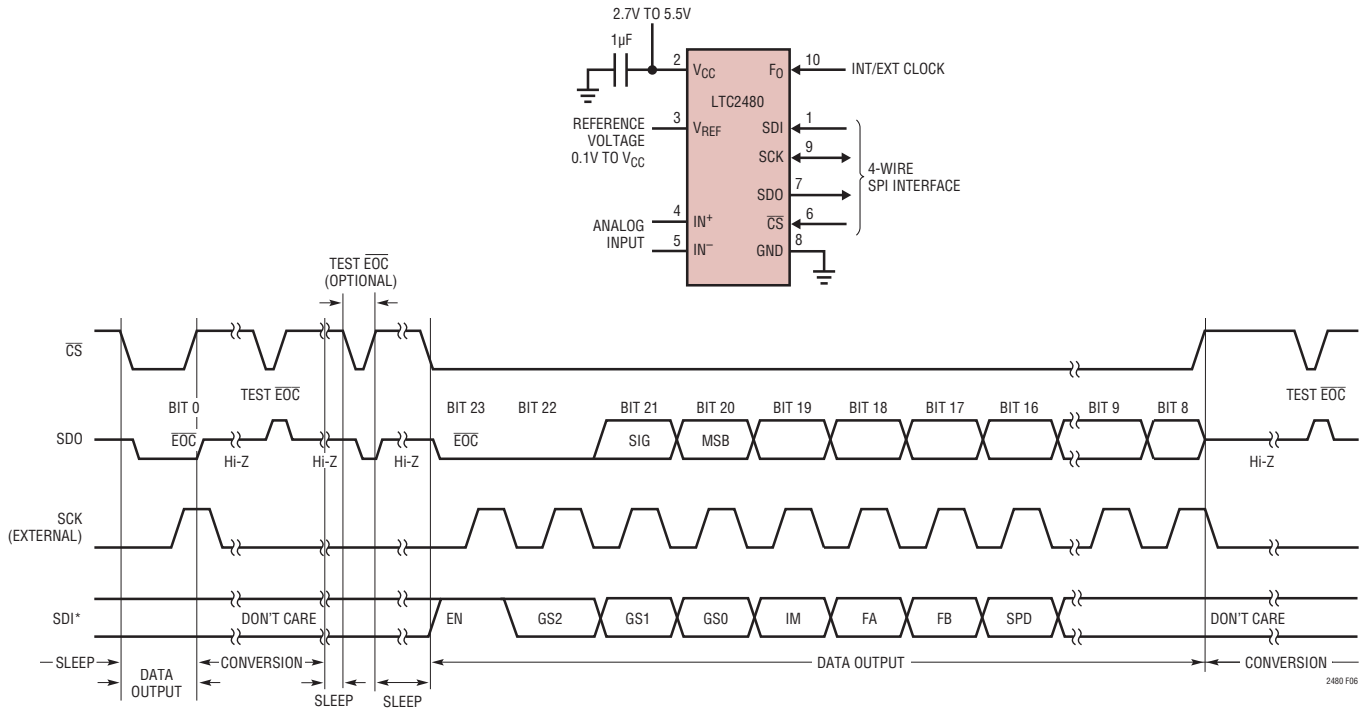 2.7V TO 5.5V
1µF
2
VCC
FO
10
INT/EXT CLOCK
LTC2480
REFERENCE
VOLTAGE
0.1V TO VCC
3
VREF
SDI
1
SCK
9
SDO
7
4-WIRE
SPI INTERFACE
ANALOG
INPUT
4
IN+
CS
6
5
IN−
GND
8
TEST EOC
(OPTIONAL)
CS
TEST EOC
TEST EOC
BIT 0
BIT 23 BIT 22 BIT 21 BIT 20 BIT 19 BIT 18 BIT 17 BIT 16 BIT 9 BIT 8
SDO
EOC
EOC
SIG
MSB
Hi-Z Hi-Z Hi-Z Hi-Z
SCK
(EXTERNAL)
SDI*
DON'T CARE
EN GS2 GS1 GS0 IM FA FB SPD
DON'T CARE
SLEEP
DATA
OUTPUT
CONVERSION
SLEEP
SLEEP
DATA OUTPUT
CONVERSION
2480 F06